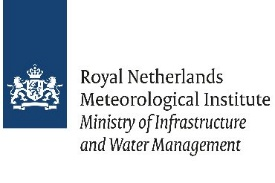 Royal Netherlands
Meteorological Institute
Ministry of Infrastructure
and Water Management